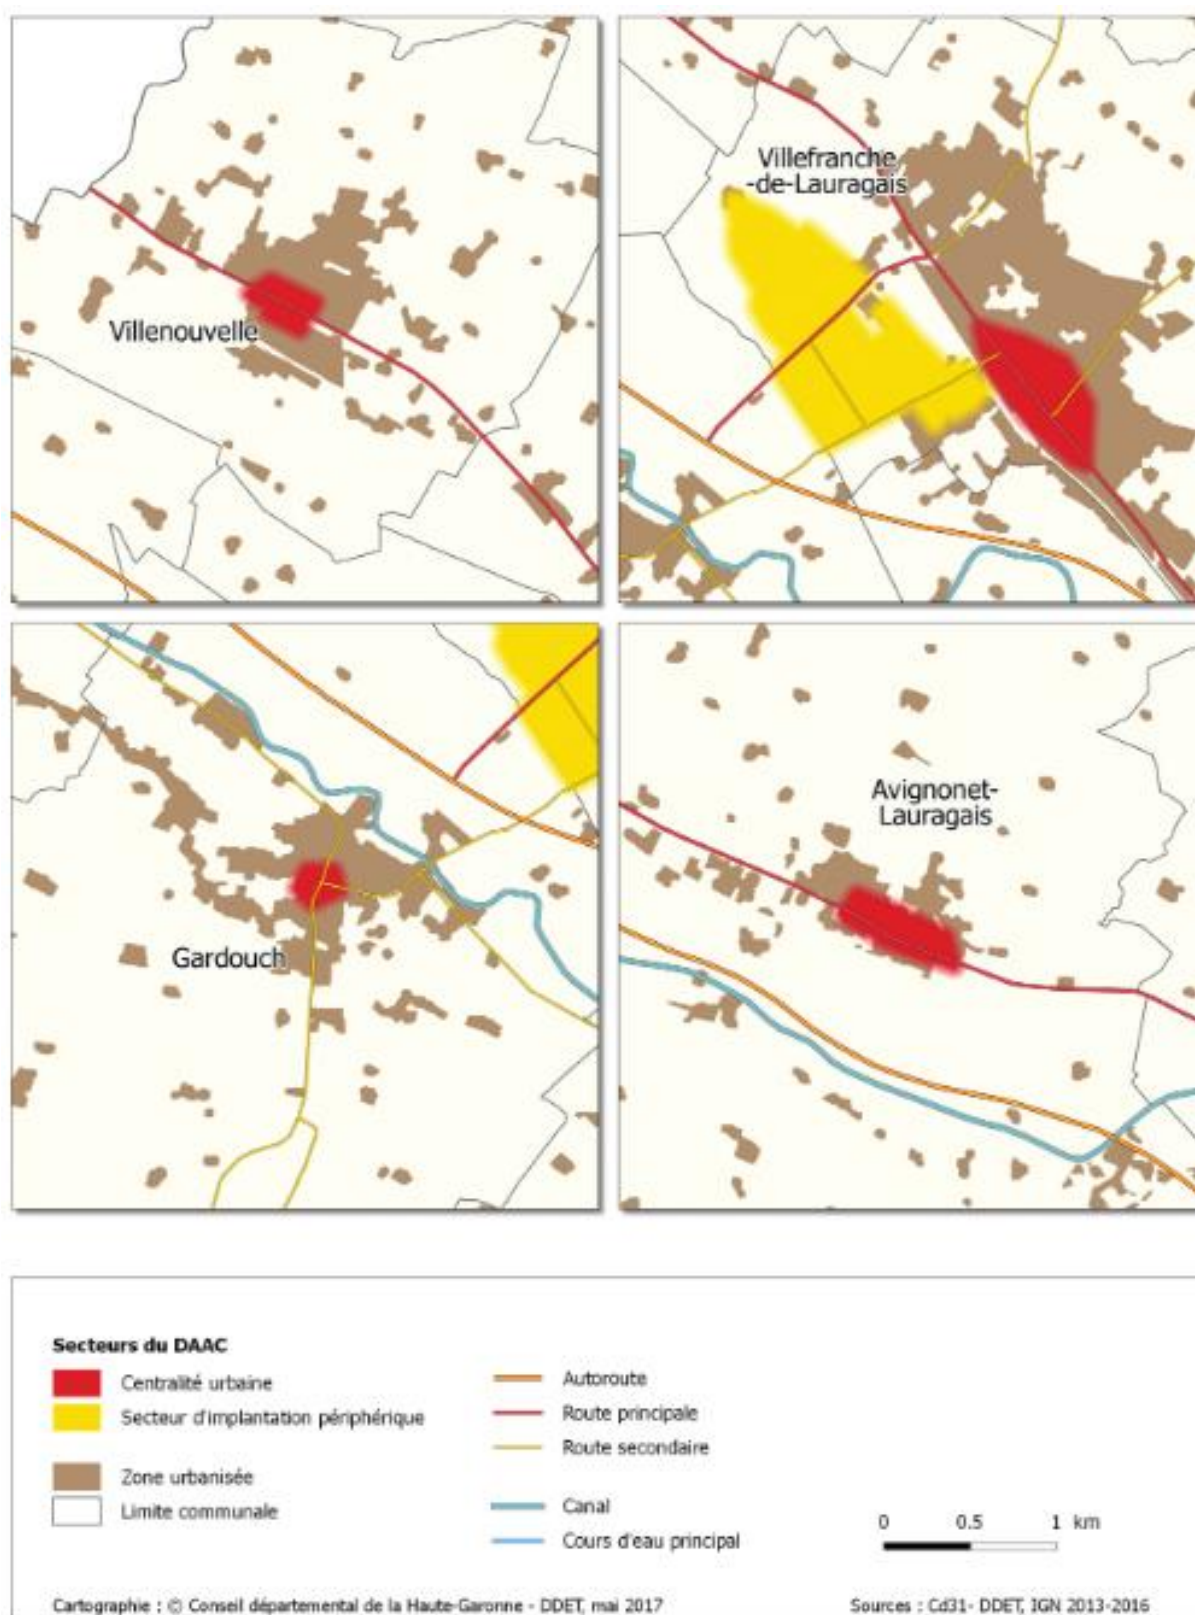 Villenouvelle
Villefranche
-de-Lauragais
Gardouch
Avignonet-
Lauragais
Secteurs du DAAC
Centralité urbaine
Secteur d'implantation périphérique
Zone urbanisée
Limite communale
Autoroute
Route principale
Route secondaire
Canal
Cours d'eau principal
0 0.5 1 km
Cartographie : © Conseil départemental de la Haute-Garonne - DDET, mai 2017
Sources : Cd31- DDET, IGN 2013-2016